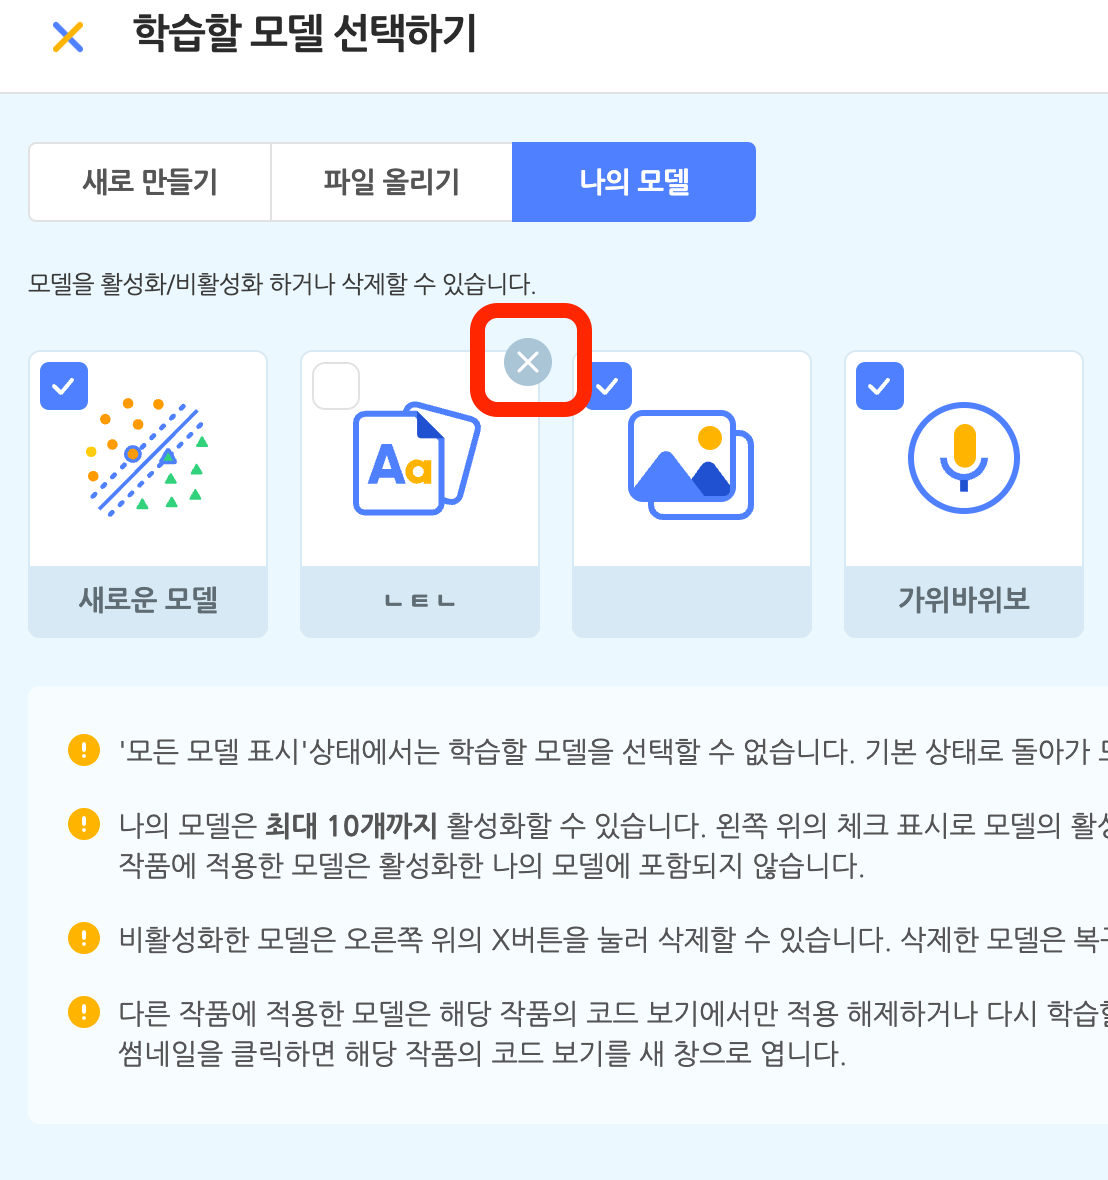 학습할 모델 선택하기
새로 만들기
파일 올리기
나의 모델
모델을 활성화/비활성화 하거나 삭제할 수 있습니다.
Aa
새로운 모델
ㄴㅌㄴ
가위바위보
'모든 모델 표시'상태에서는 학습할 모델을 선택할 수 없습니다. 기본 상태로 돌아가
나의 모델은 최대 10개까지 활성화할 수 있습니다. 왼쪽 위의 체크 표시로 모델의
작품에 적용한 모델은 활성화한 나의 모델에 포함되지 않습니다.
비활성화한 모델은 오른쪽 위의 X버튼을 눌러 삭제할 수 있습니다. 삭제한 모델은
다른 작품에 적용한 모델은 해당 작품의 코드 보기에서만 적용 해제하거나 다시
썸네일을 클릭하면 해당 작품의 코드 보기를 새 창으로 엽니다.